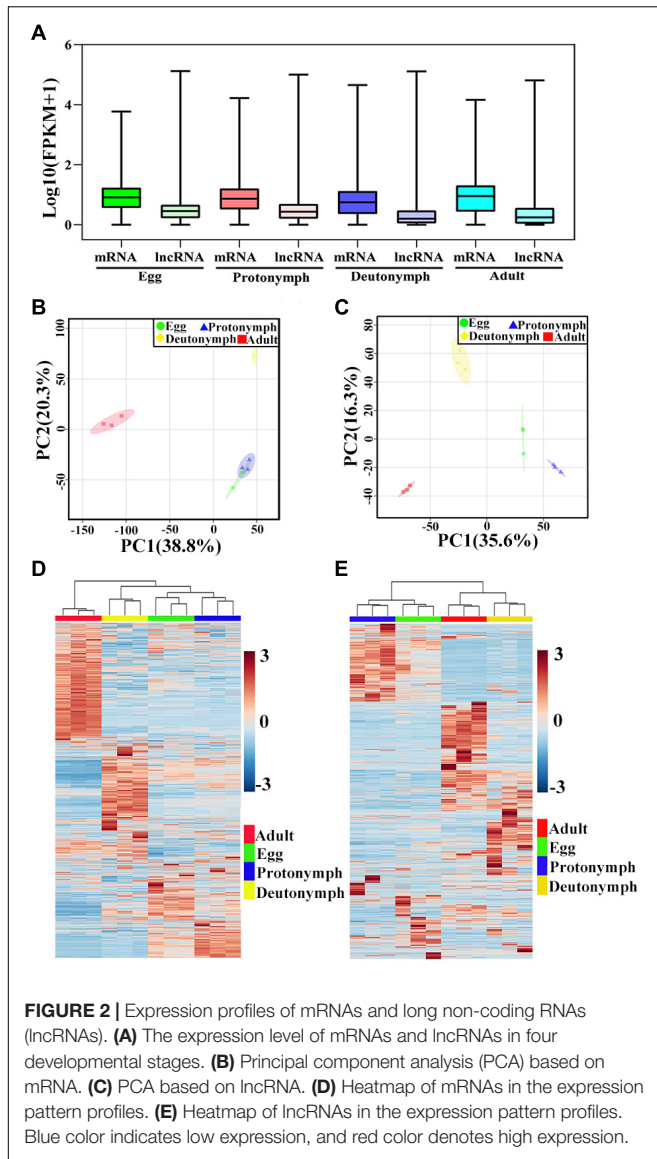 A
6
4
2
0
Log10(FPKM+1)
mRNA lncRNA mRNA lncRNA mRNA lncRNA mRNA lncRNA
Egg Protonymph Deutonymph Adult
B
Egg Protonymph
Deutonymph Adult
100
50
0
-50
PC2(20.3%)
-150 -100 -50 0 50
PC1(38.8%)
C
Egg Protonymph
Deutonymph Adult
80
60
40
20
0
-20
-40
PC2(16.3%)
-50 0 50
PC1(35.6%)
D
3
0
-3
Adult
Egg
Protonymph
Deutonymph
E
3
0
-3
Adult
Egg
Protonymph
Deutonymph
FIGURE 2 | Expression profiles of mRNAs and long non-coding RNAs
(lncRNAs). (A) The expression level of mRNAs and lncRNAs in four
developmental stages. (B) Principal component analysis (PCA) based on
mRNA. (C) PCA based on lncRNA. (D) Heatmap of mRNAs in the expression
pattern profiles. (E) Heatmap of lncRNAs in the expression pattern profiles.
Blue color indicates low expression, and red color denotes high expression.